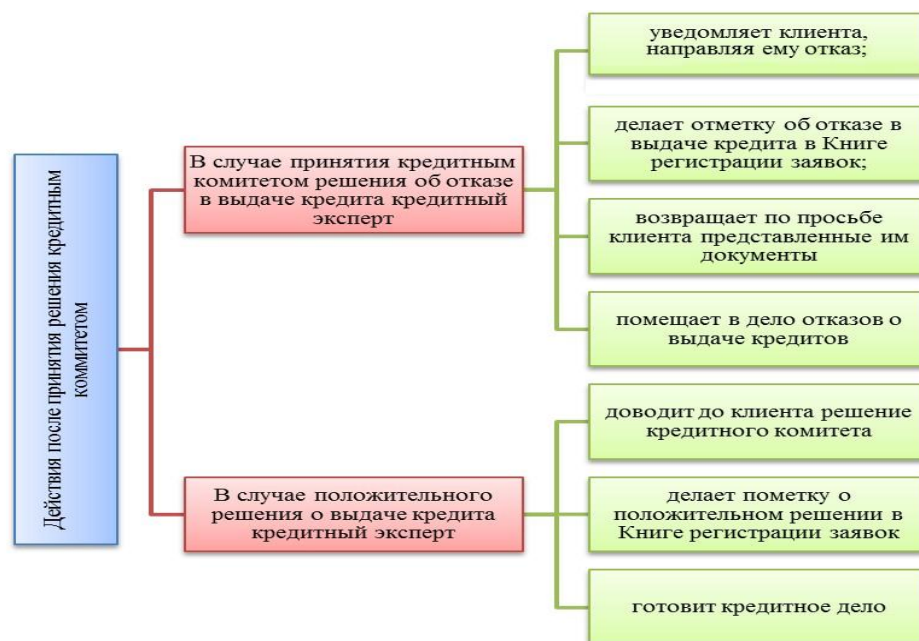 Действия после принятия решения кредитным
коммитетом
В случае принятия кредитным
комитетом решения об отказе
в выдаче кредита кредитный
эксперт
уведомляет клиента,
направляя ему отказ;
делает отметку об отказе в
выдаче кредита в Книге
регистрации заявок;
возвращает по просьбе
клиента представленные им
документы
помещает в дело отказов о
выдаче кредитов
В случае положительного
решения о выдаче кредита
кредитный эксперт
доводит до клиента решение
кредитного комитета
делает пометку о
положительном решении в
Книге регистрации заявок
готовит кредитное дело